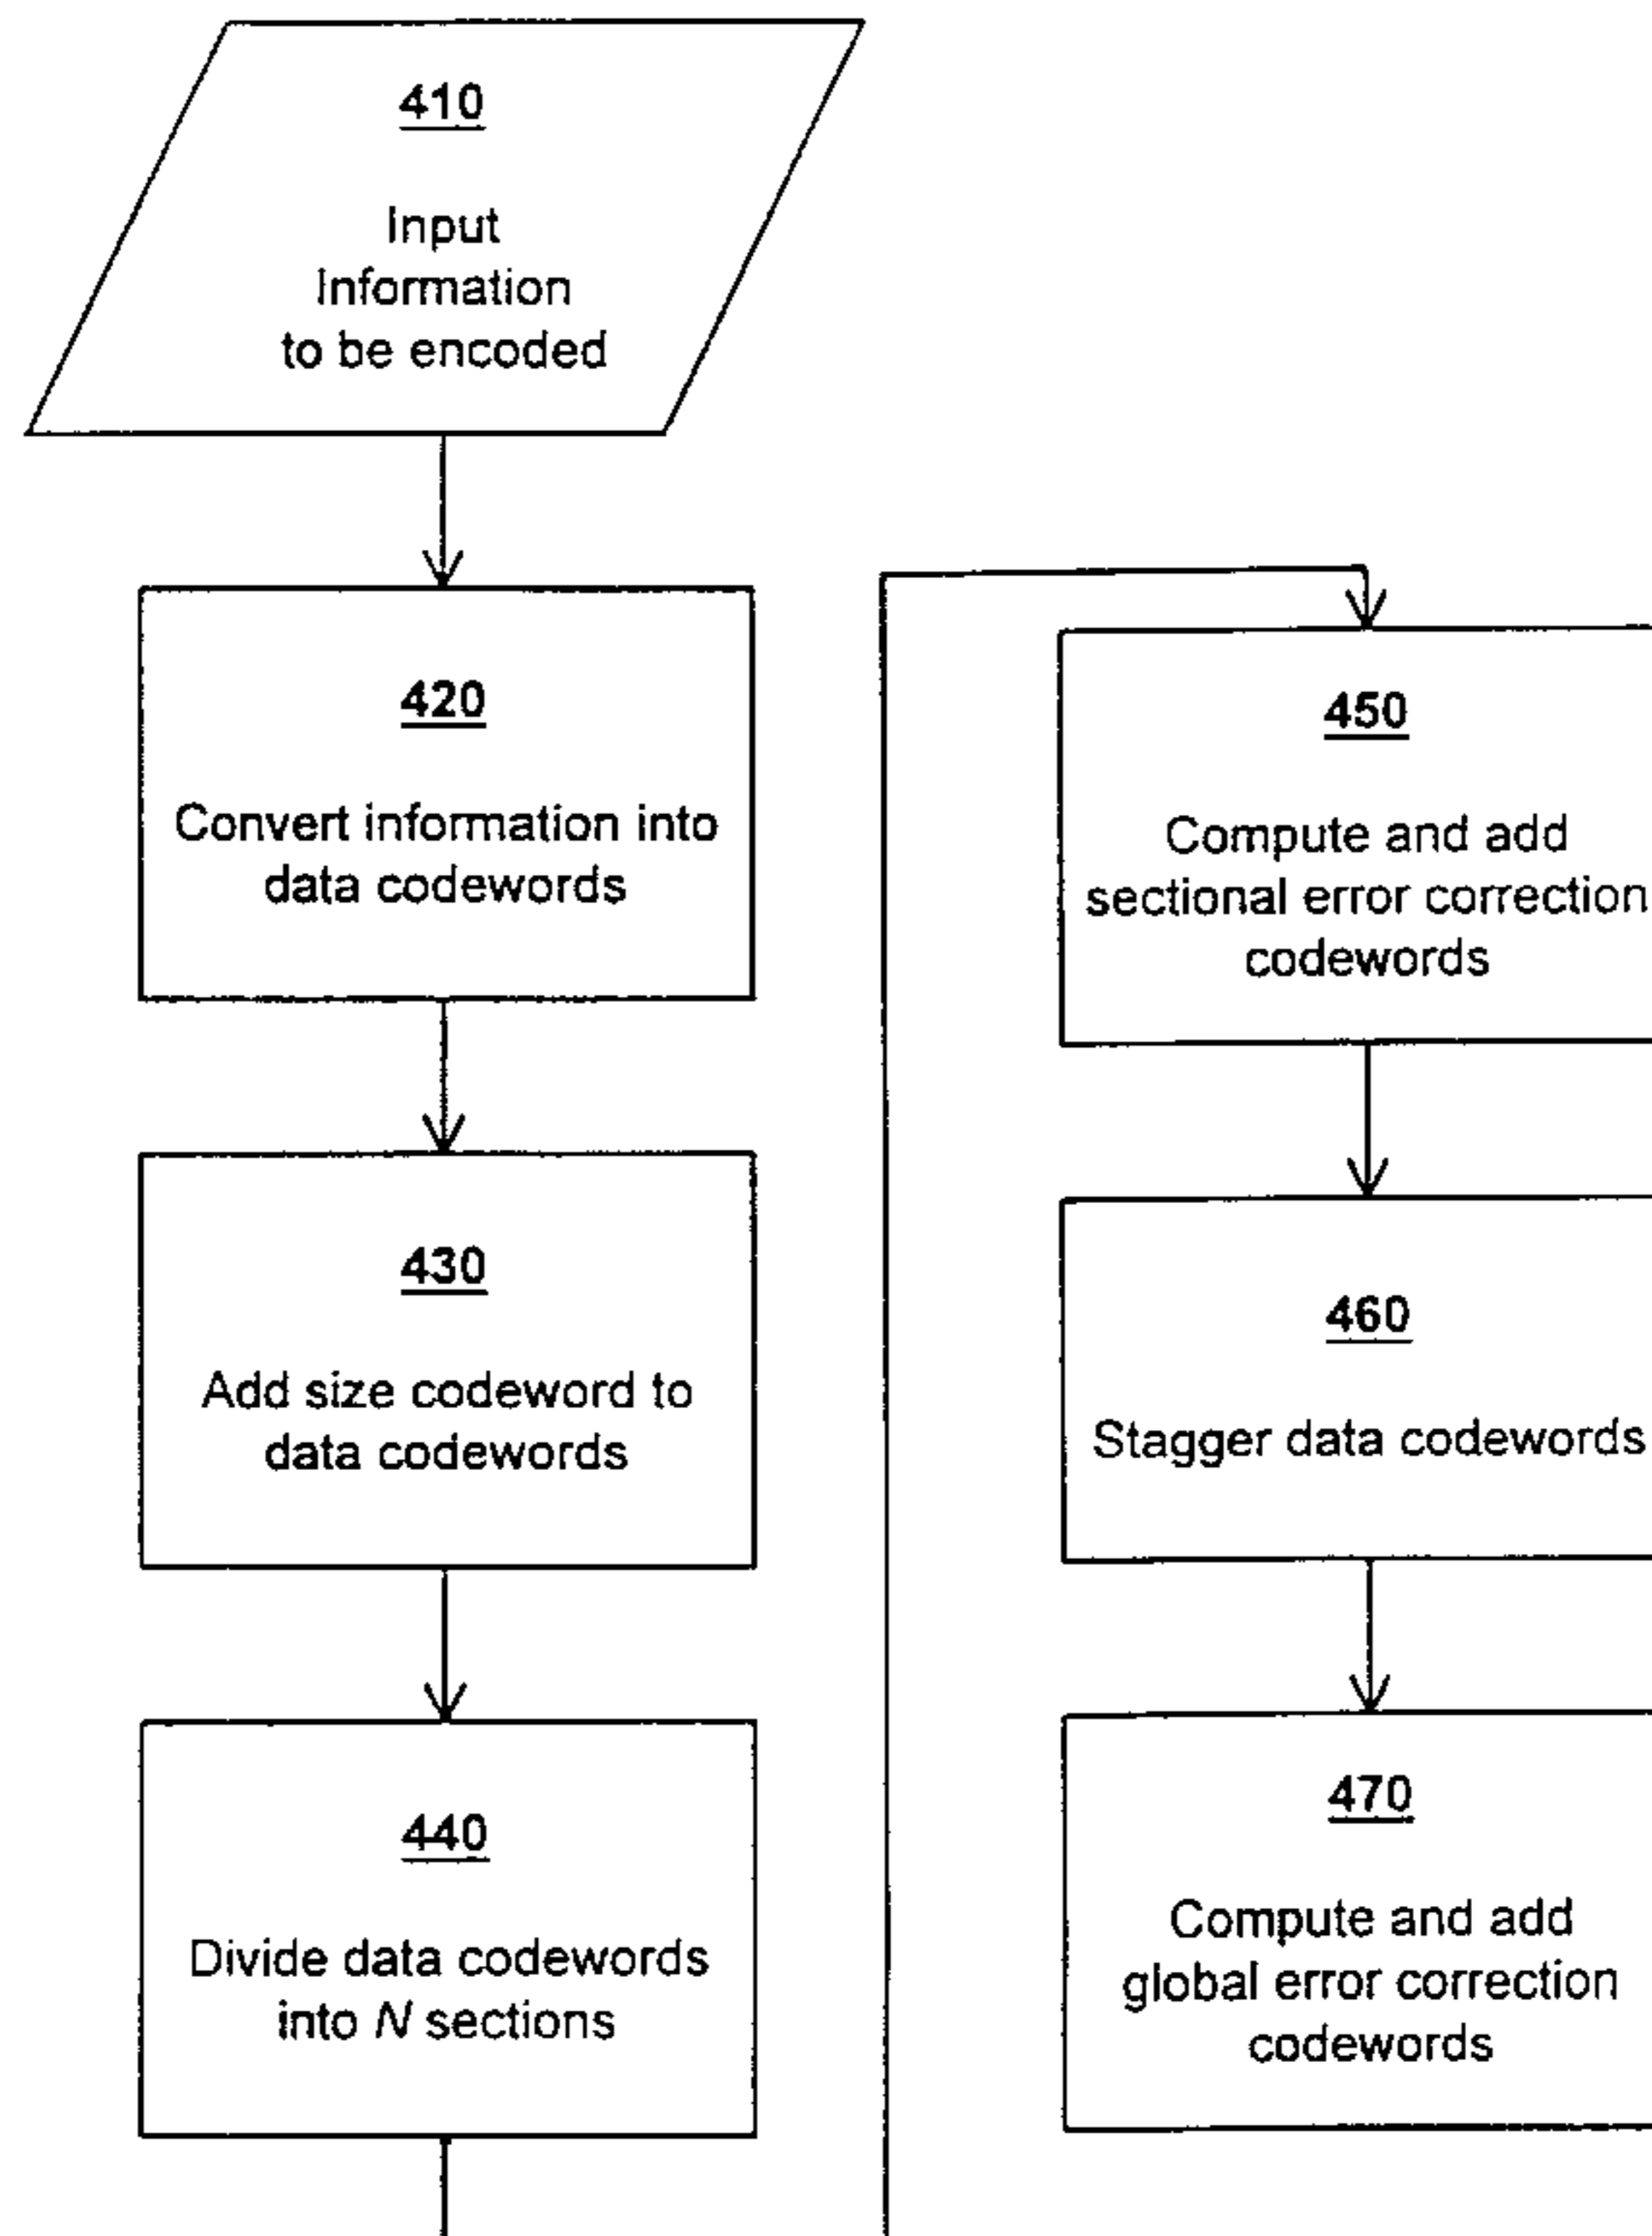 410
Input
Information
to be encoded
420
Convert information into
data codewords
430
Add size codeword to
data codewords
440
Divide data codewords
into N sections
450
Compute and add
sectional error correction
codewords
460
Stagger data codewords
470
Compute and add
global error correction
codewords